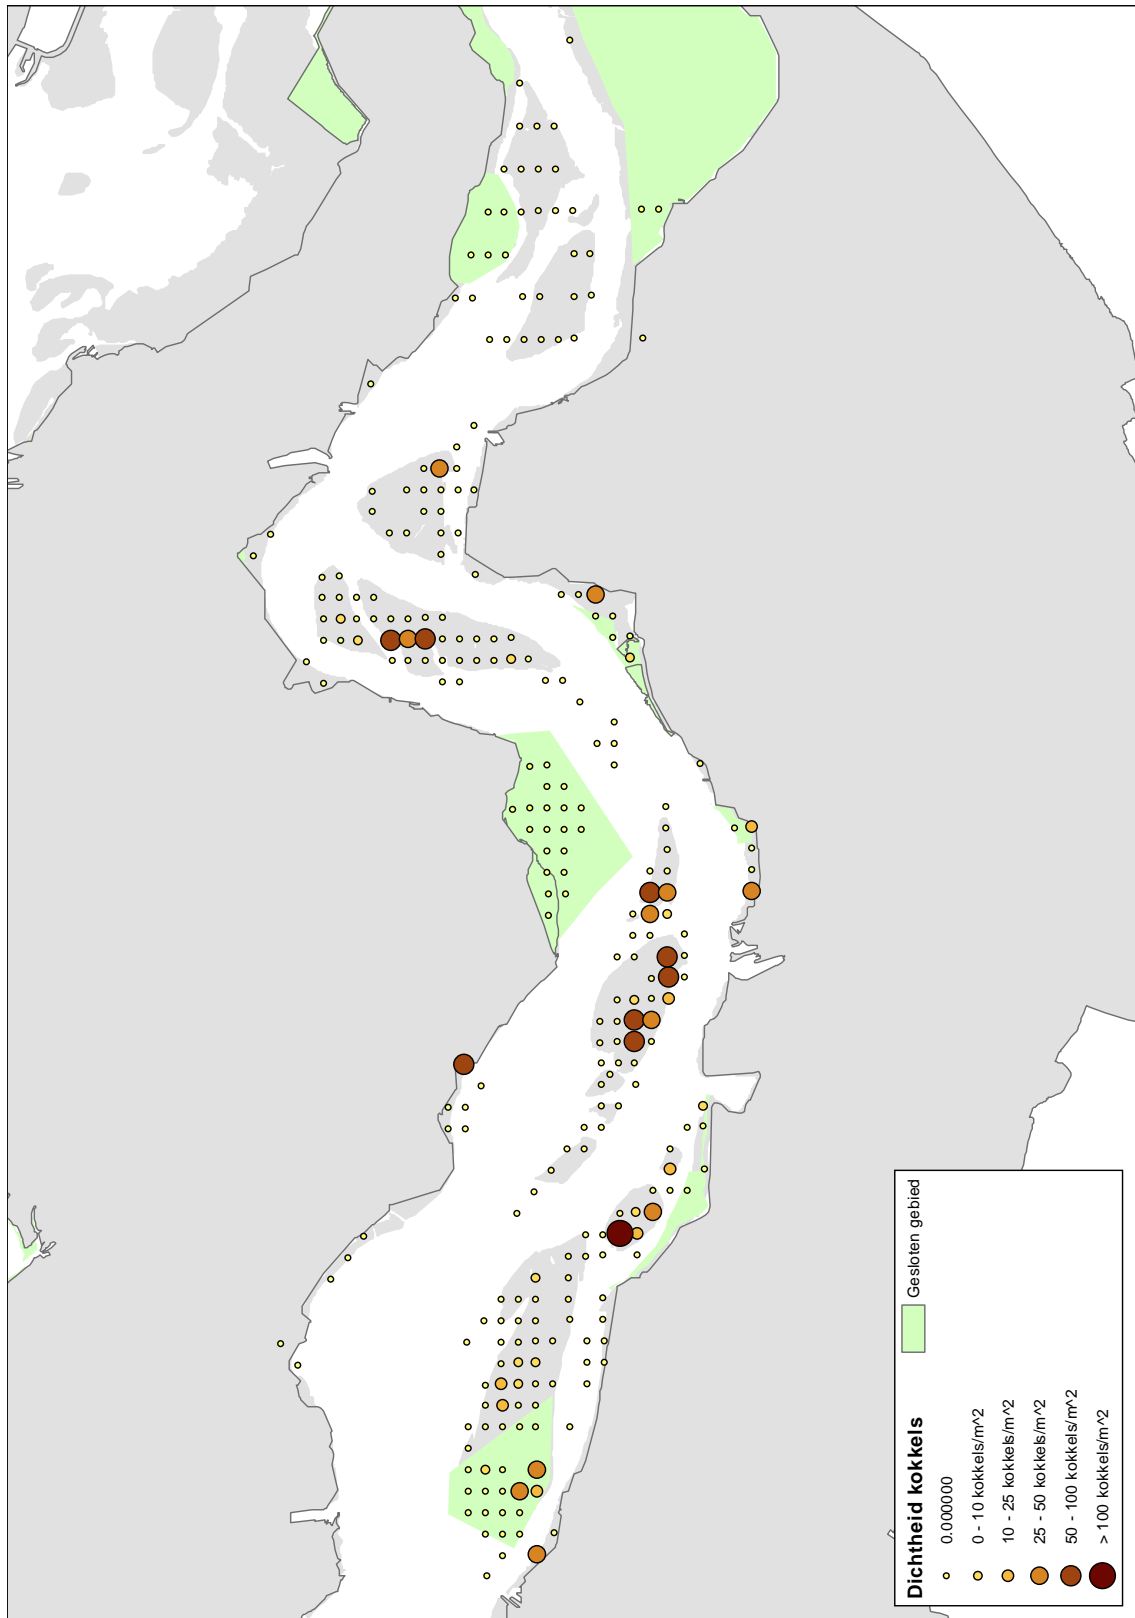 Dichtheid kokkels
0.000000
0 - 10 kokkels/m^2
10 - 25 kokkels/m^2
25 - 50 kokkels/m^2
50 - 100 kokkels/m^2
> 100 kokkels/m^2
Gesloten gebied